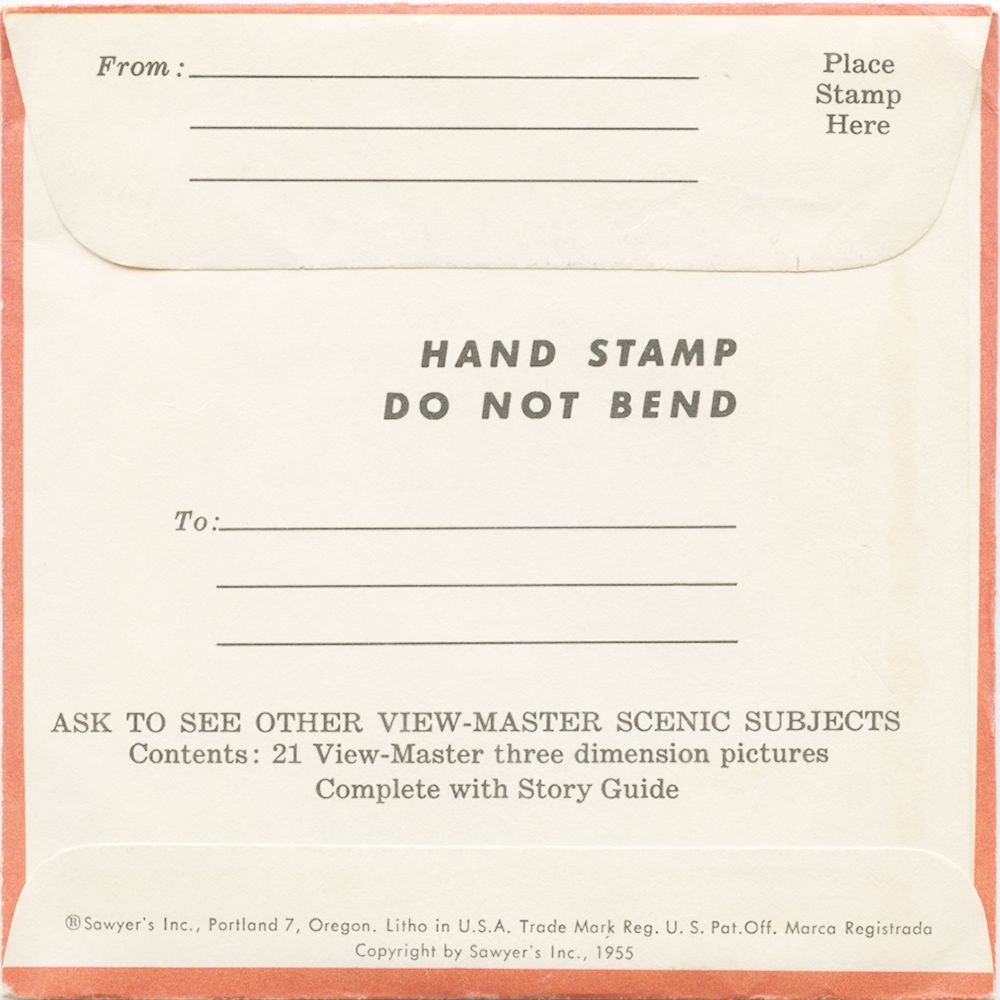 From:
Place
Stamp
Here
HAND STAMP
DO NOT BEND
To:
ASK TO SEE OTHER VIEW-MASTER SCENIC SUBJECTS
Contents: 21 View-Master three dimension pictures
Complete with Story Guide
®Sawyer's Inc., Portland 7, Oregon. Litho in U.S.A. Trade Mark Reg. U. S. Pat.Off. Marca Registrada
Copyright by Sawyer's Inc., 1955